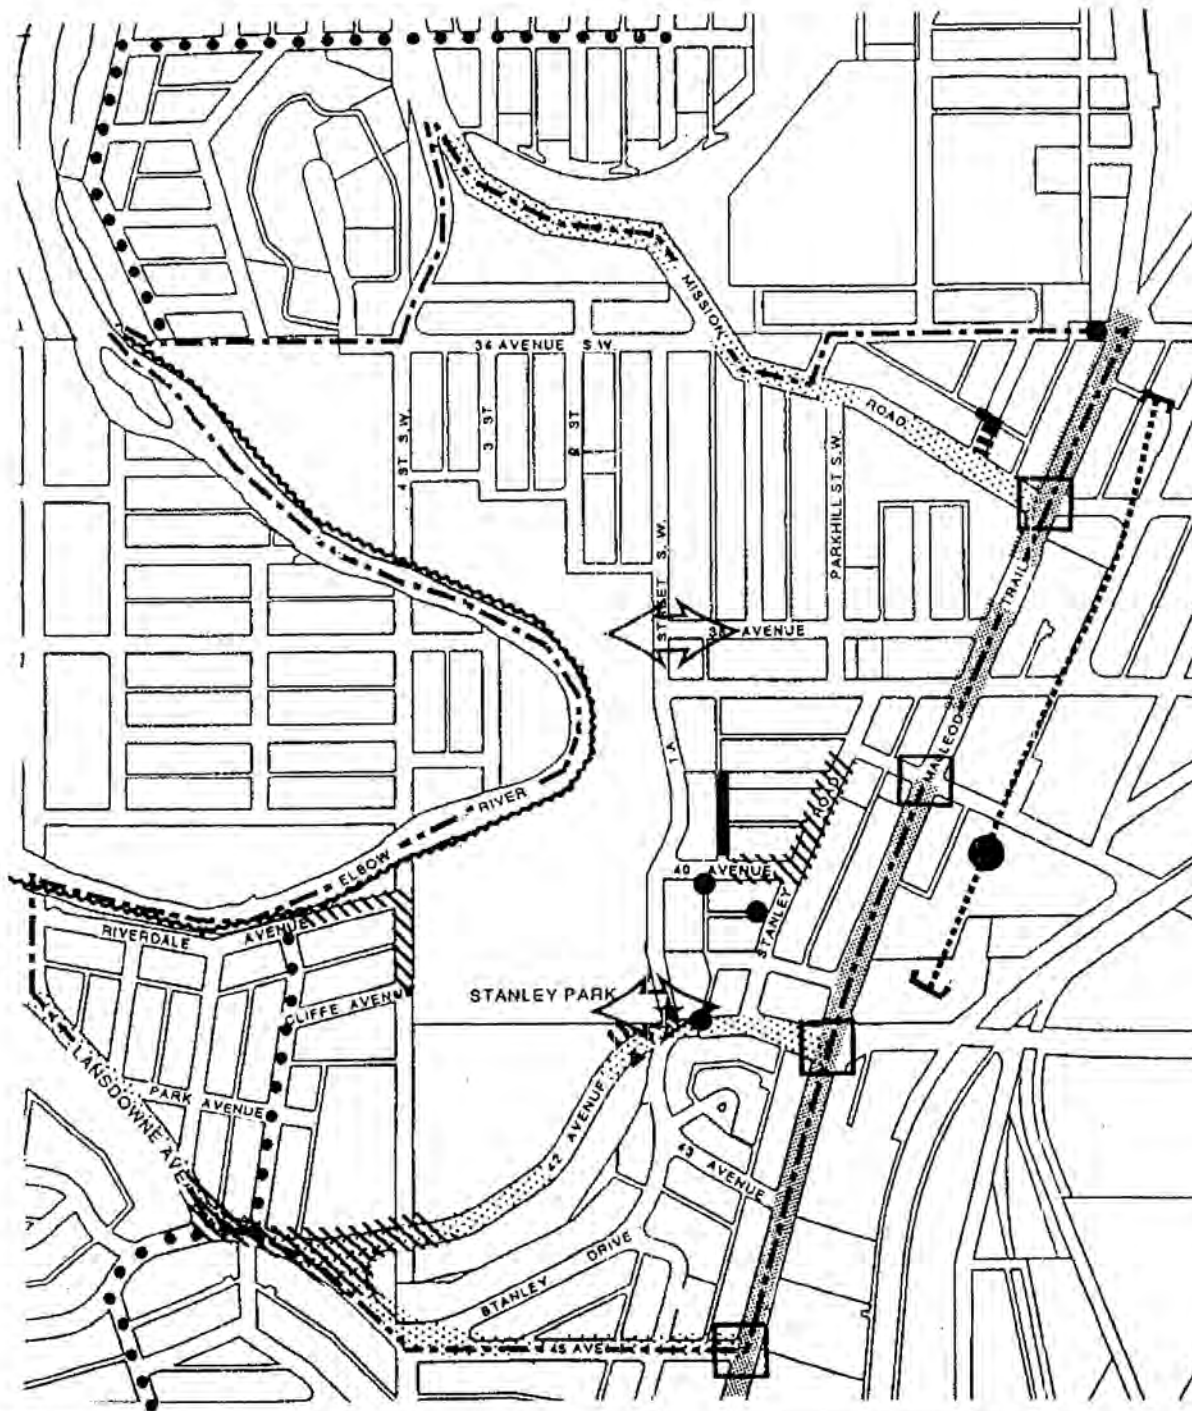 MISSION
ROAD
36 AVENUE S.W.
4 ST. S.W.
3 ST
2 ST
PARKHILL ST S.W.
STREET S.W.
38 AVENUE
TRAIL
MACLEOD
1 A
ROAD
STANLEY
40 AVENUE
RIVER
ELBOW
RIVERDALE AVENUE
CLIFFE AVENUE
STANLEY PARK
LANSDOWNE AVE
PARK AVENUE
42 AVENUE
43 AVENUE
STANLEY DRIVE
45 AVE